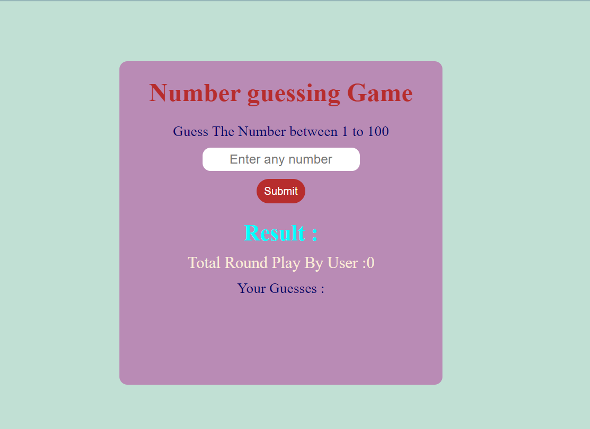 Number guessing Game
Guess The Number between 1 to 100
Enter any number
Submit
Result :
Total Round Play By User :0
Your Guesses :